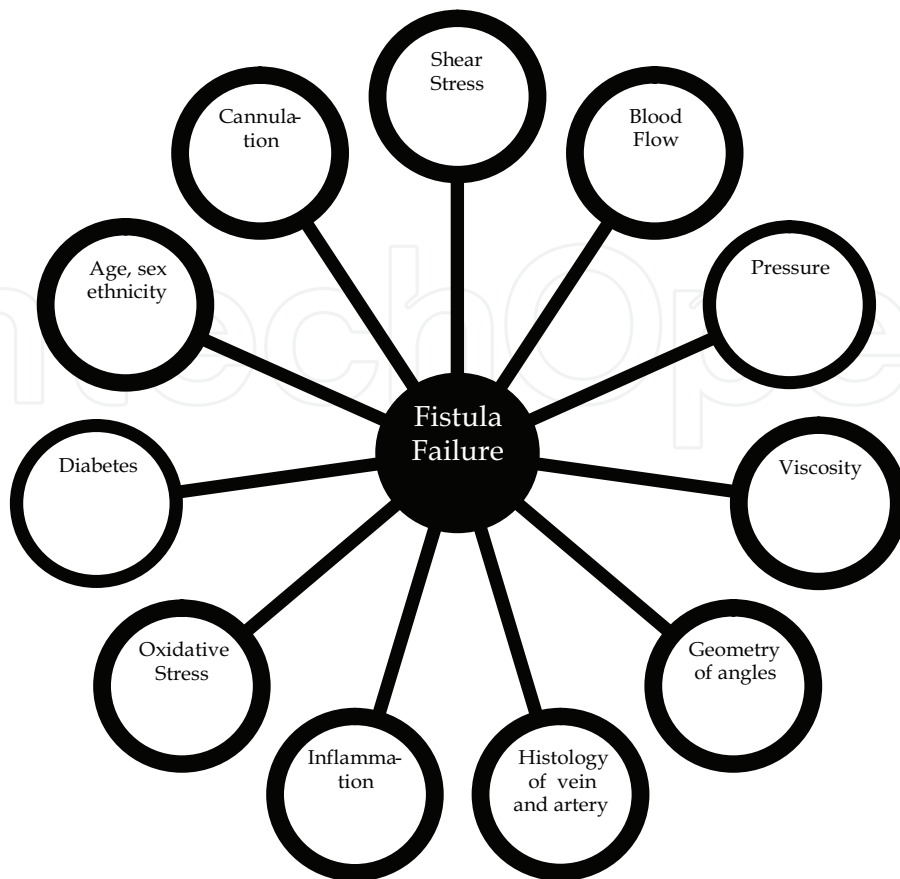 Shear
Stress
Blood
Flow
Pressure
Viscosity
Geometry
of angles
Histology
of vein
and artery
Inflamma-
tion
Oxidative
Stress
Diabetes
Age, sex
ethnicity
Cannula-
tion
Fistula
Failure